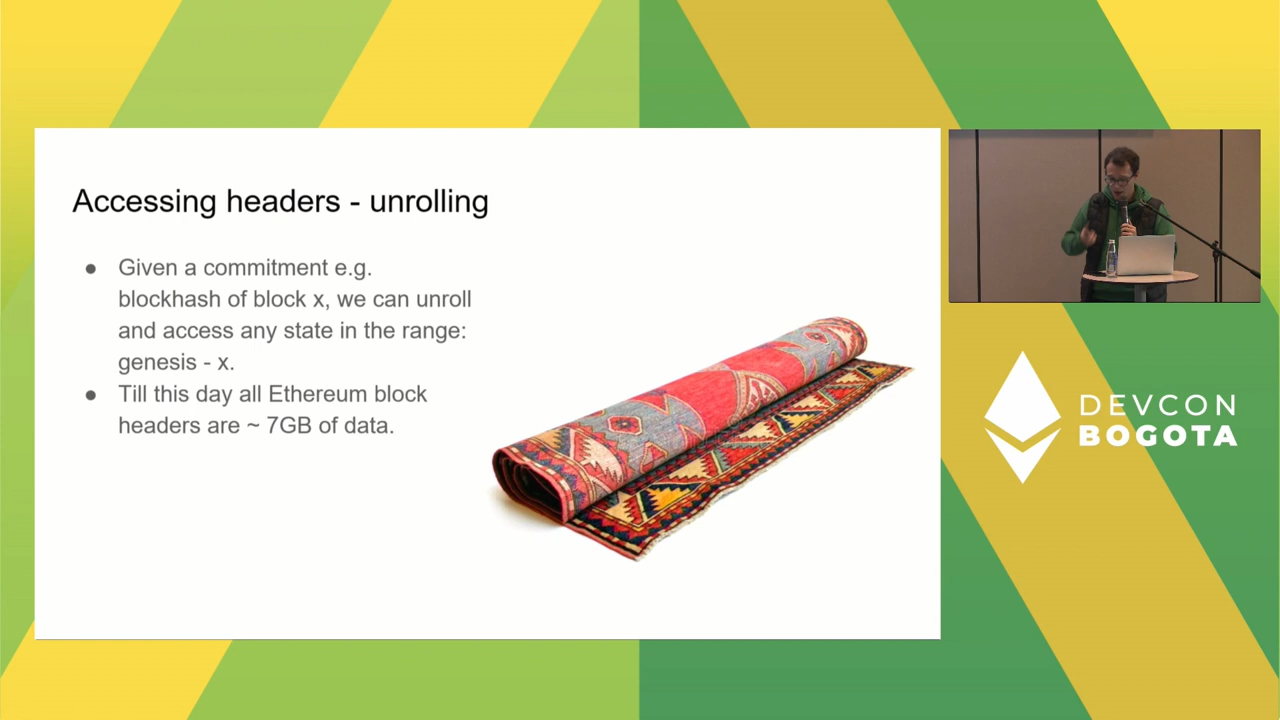 Accessing headers - unrolling
● Given a commitment e.g.
blockhash of block x, we can unroll
and access any state in the range:
genesis - x.
● Till this day all Ethereum block
headers are ~ 7GB of data.
DEVCON
BOGOTA